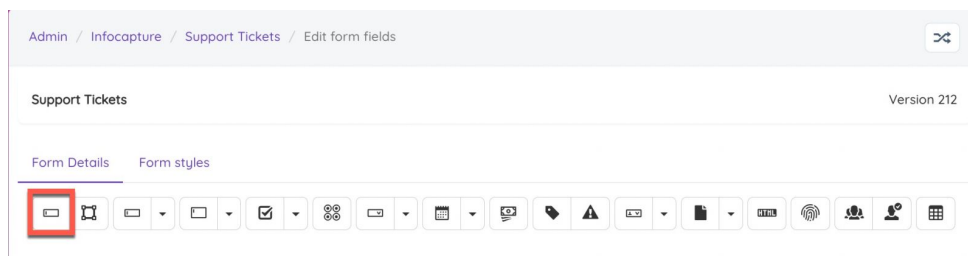 Admin / Infocapture / Support Tickets / Edit form fields
Support Tickets Version 212
Form Details Form styles
HTML